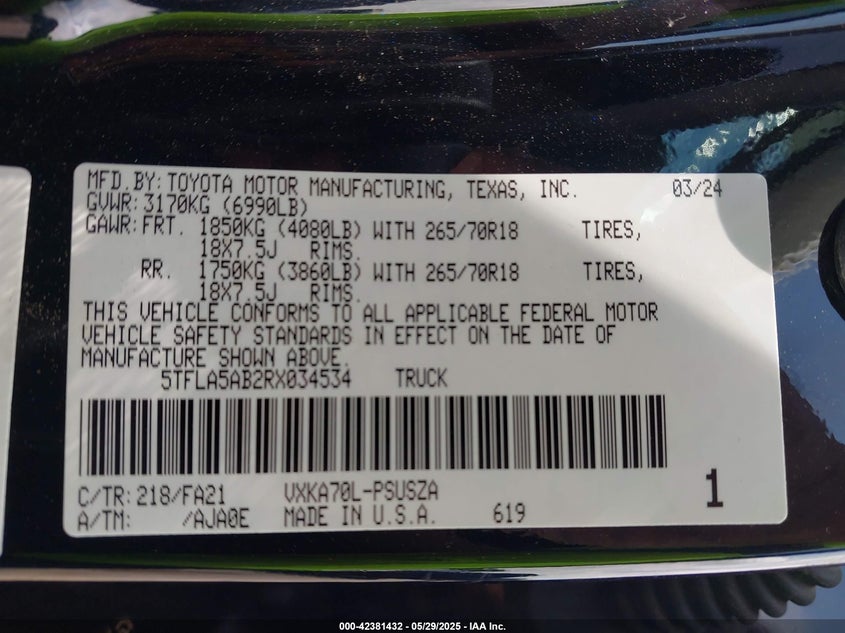 MFD. BY: TOYOTA MOTOR MANUFACTURING, TEXAS, INC. 03/24
GVWR: 3170KG (6990LB)
GAWR: FRT. 1850KG (4080LB) WITH 265/70R18 TIRES,
18X7.5J RIMS.
RR. 1750KG (3860LB) WITH 265/70R18 TIRES,
18X7.5J RIMS.
THIS VEHICLE CONFORMS TO ALL APPLICABLE FEDERAL MOTOR
VEHICLE SAFETY STANDARDS IN EFFECT ON THE DATE OF
MANUFACTURE SHOWN ABOVE.
5TFLA5AB2RX034534 TRUCK
C/TR: 218/FA21 VXKA70L-PSUSZA 1
A/TM: /AJA0E MADE IN U.S.A. 619
000-42381432 - 05/29/2025 - IAA Inc.